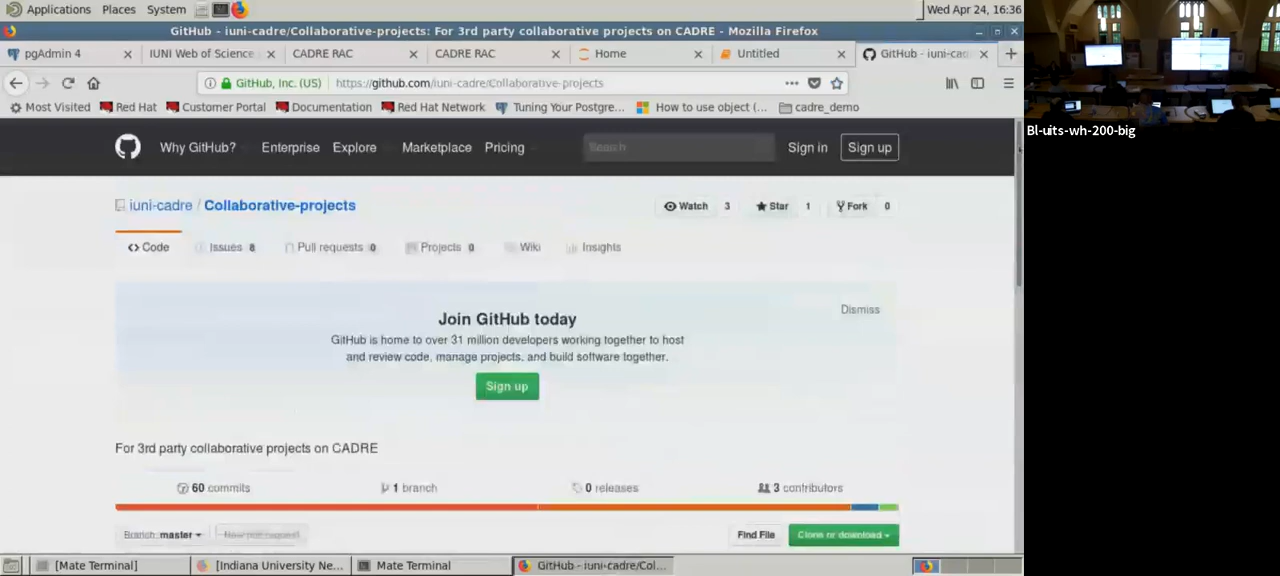 Applications Places System
Wed Apr 24, 16:36
GitHub - iuni-cadre/Collaborative-projects: For 3rd party collaborative projects on CADRE - Mozilla Firefox
pgAdmin 4 × IUNI Web of Science × CADRE RAC × CADRE RAC × Home × Untitled × GitHub - iuni-cad × +
GitHub, Inc. (US) https://github.com/iuni-cadre/Collaborative-projects
Most Visited Red Hat Customer Portal Documentation Red Hat Network Tuning Your Postgre... How to use object (... cadre_demo
Why GitHub? Enterprise Explore Marketplace Pricing Search Sign in Sign up
iuni-cadre / Collaborative-projects
Watch 3 Star 1 Fork 0
Code Issues 8 Pull requests 0 Projects 0 Wiki Insights
Join GitHub today
Dismiss
GitHub is home to over 31 million developers working together to host
and review code, manage projects, and build software together.
Sign up
For 3rd party collaborative projects on CADRE
60 commits 1 branch 0 releases 3 contributors
Branch: master New pull request Find File Clone or download
[Mate Terminal] [Indiana University Ne... Mate Terminal GitHub - iuni-cadre/Col...
Bl-uits-wh-200-big